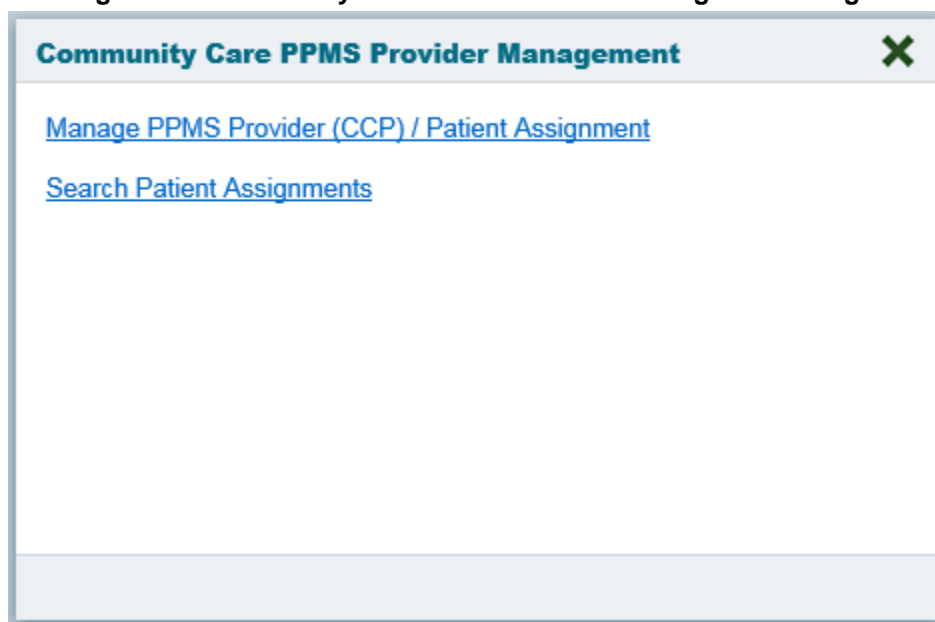 Community Care PPMS Provider Management
Manage PPMS Provider (CCP) / Patient Assignment
Search Patient Assignments